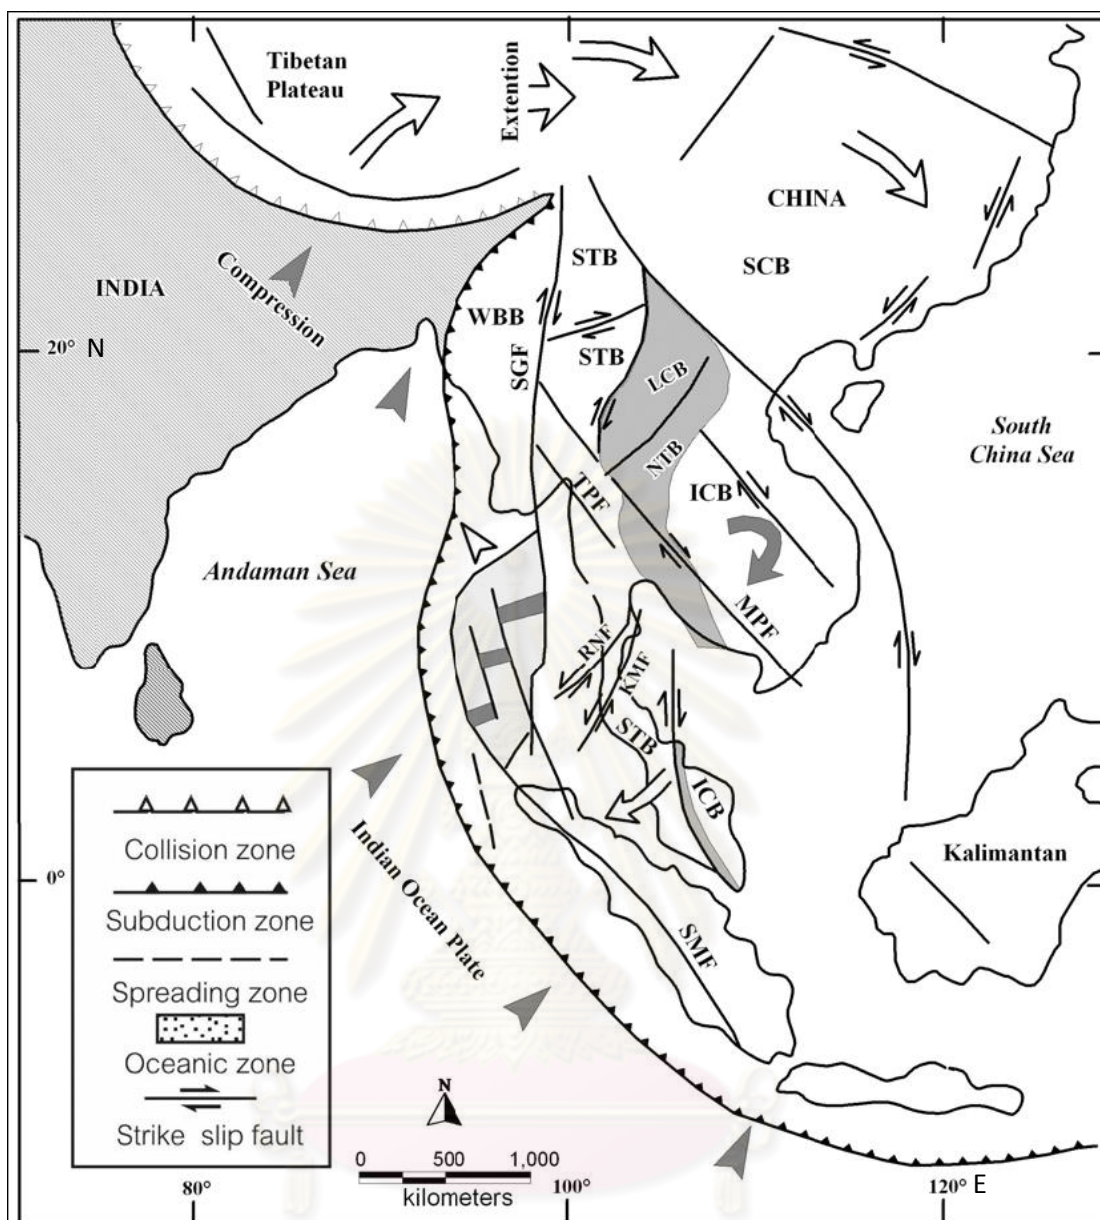 Tibetan
Plateau
Extention
CHINA
STB
SCB
INDIA
Compression
WBB
20° N
SGF
STB
LCB
South
China Sea
NTB
TPF
ICB
Andaman Sea
MPF
RNF
KMF
STB
ICB
Indian Ocean Plate
Kalimantan
0°
SMF
Collision zone
Subduction zone
Spreading zone
Oceanic zone
Strike slip fault
N
0 500 1,000
kilometers
80° 100° 120° E